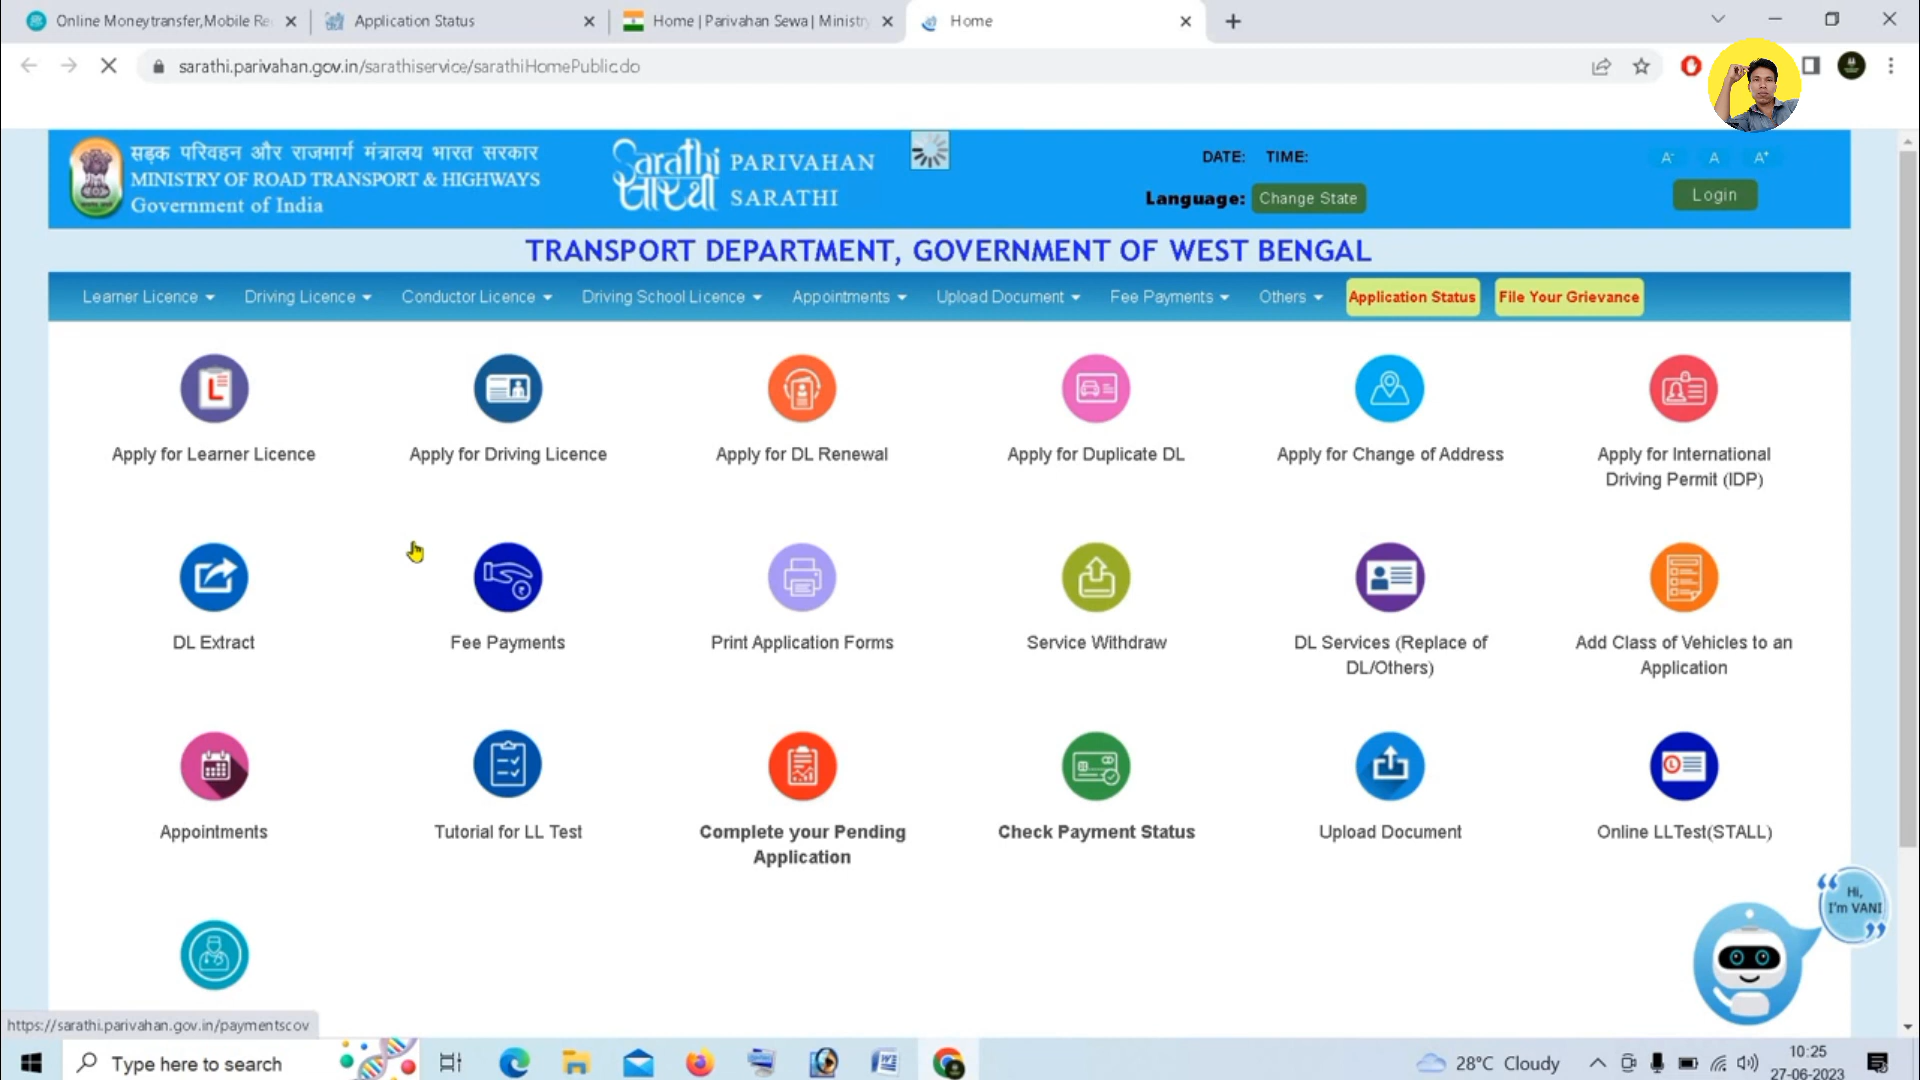 Online Moneytransfer,Mobile Re
Application Status
Home | Parivahan Sewa | Ministry
Home
sarathi.parivahan.gov.in/sarathiservice/sarathiHomePublic.do
सड़क परिवहन और राजमार्ग मंत्रालय भारत सरकार
MINISTRY OF ROAD TRANSPORT & HIGHWAYS
Government of India
Sarathi
सारथी
PARIVAHAN
SARATHI
DATE: TIME:
Language: Change State
A- A A+
Login
TRANSPORT DEPARTMENT, GOVERNMENT OF WEST BENGAL
Learner Licence Driving Licence Conductor Licence Driving School Licence Appointments Upload Document Fee Payments Others Application Status File Your Grievance
L
Apply for Learner Licence
Apply for Driving Licence
Apply for DL Renewal
Apply for Duplicate DL
Apply for Change of Address
Apply for International
Driving Permit (IDP)
DL Extract
Fee Payments
Print Application Forms
Service Withdraw
DL Services (Replace of
DL/Others)
Add Class of Vehicles to an
Application
Appointments
Tutorial for LL Test
Complete your Pending
Application
Check Payment Status
Upload Document
Online LLTest(STALL)
Hi,
I'm VANI
https://sarathi.parivahan.gov.in/paymentscov
Type here to search
28°C Cloudy
10:25
27-06-2023